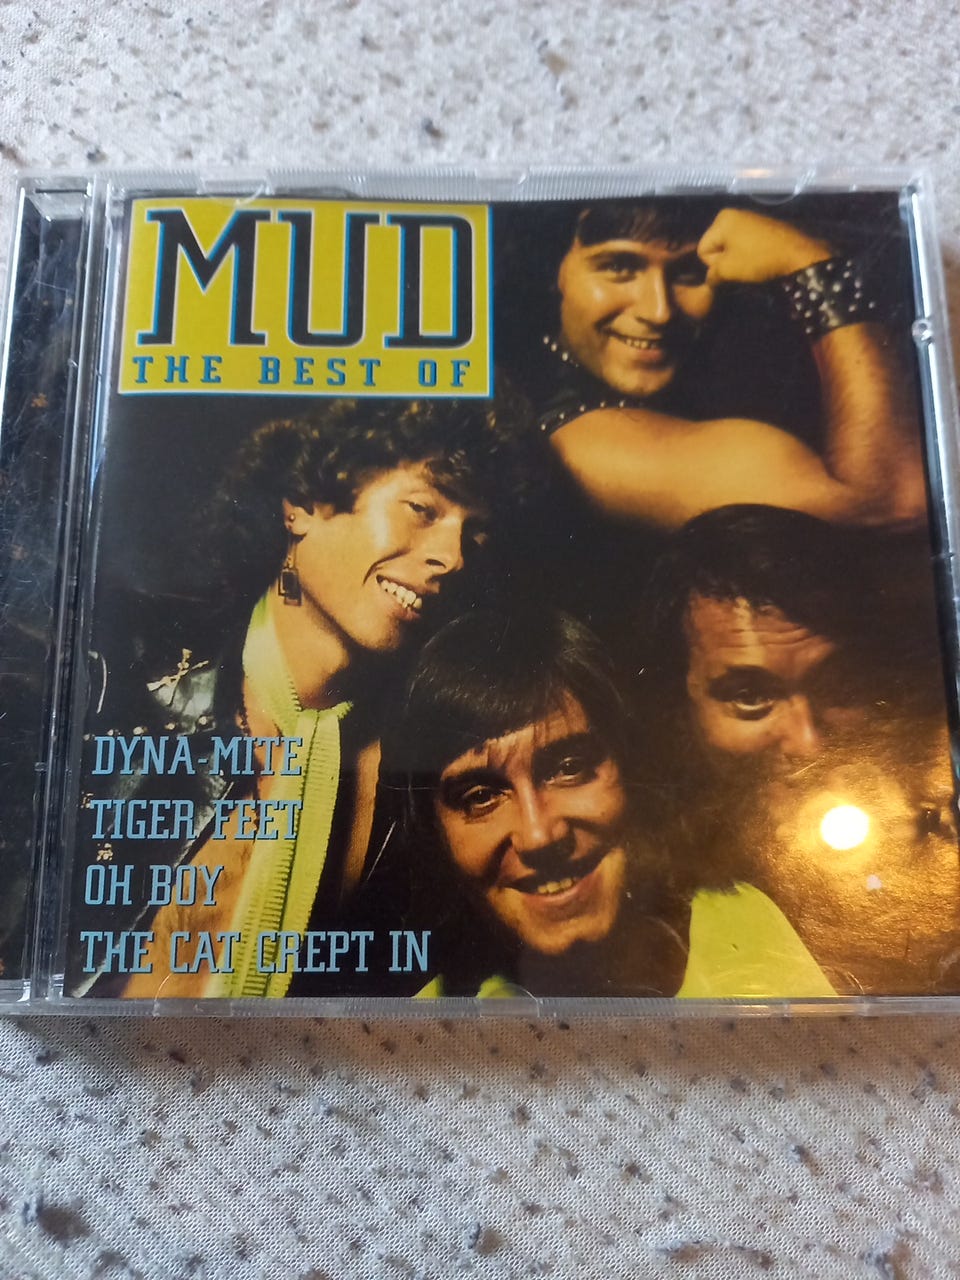 MUD
THE BEST OF
DYNA-MITE
TIGER FEET
OH BOY
THE CAT CREPT IN